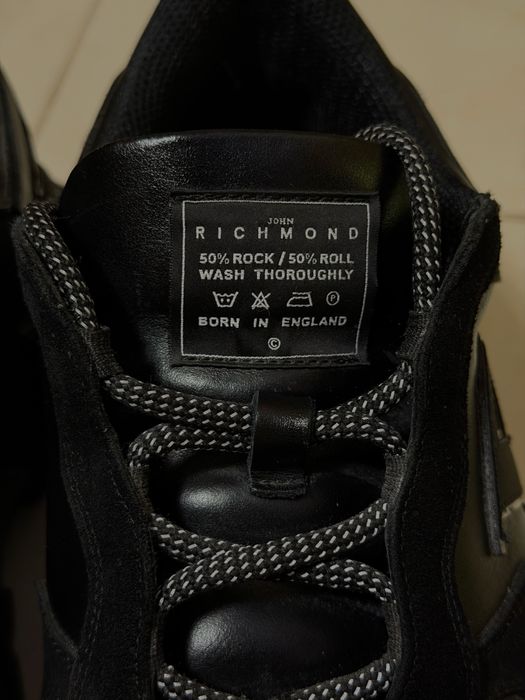 JOHN
RICHMOND
50% ROCK / 50% ROLL
WASH THOROUGHLY
P
BORN IN ENGLAND
©